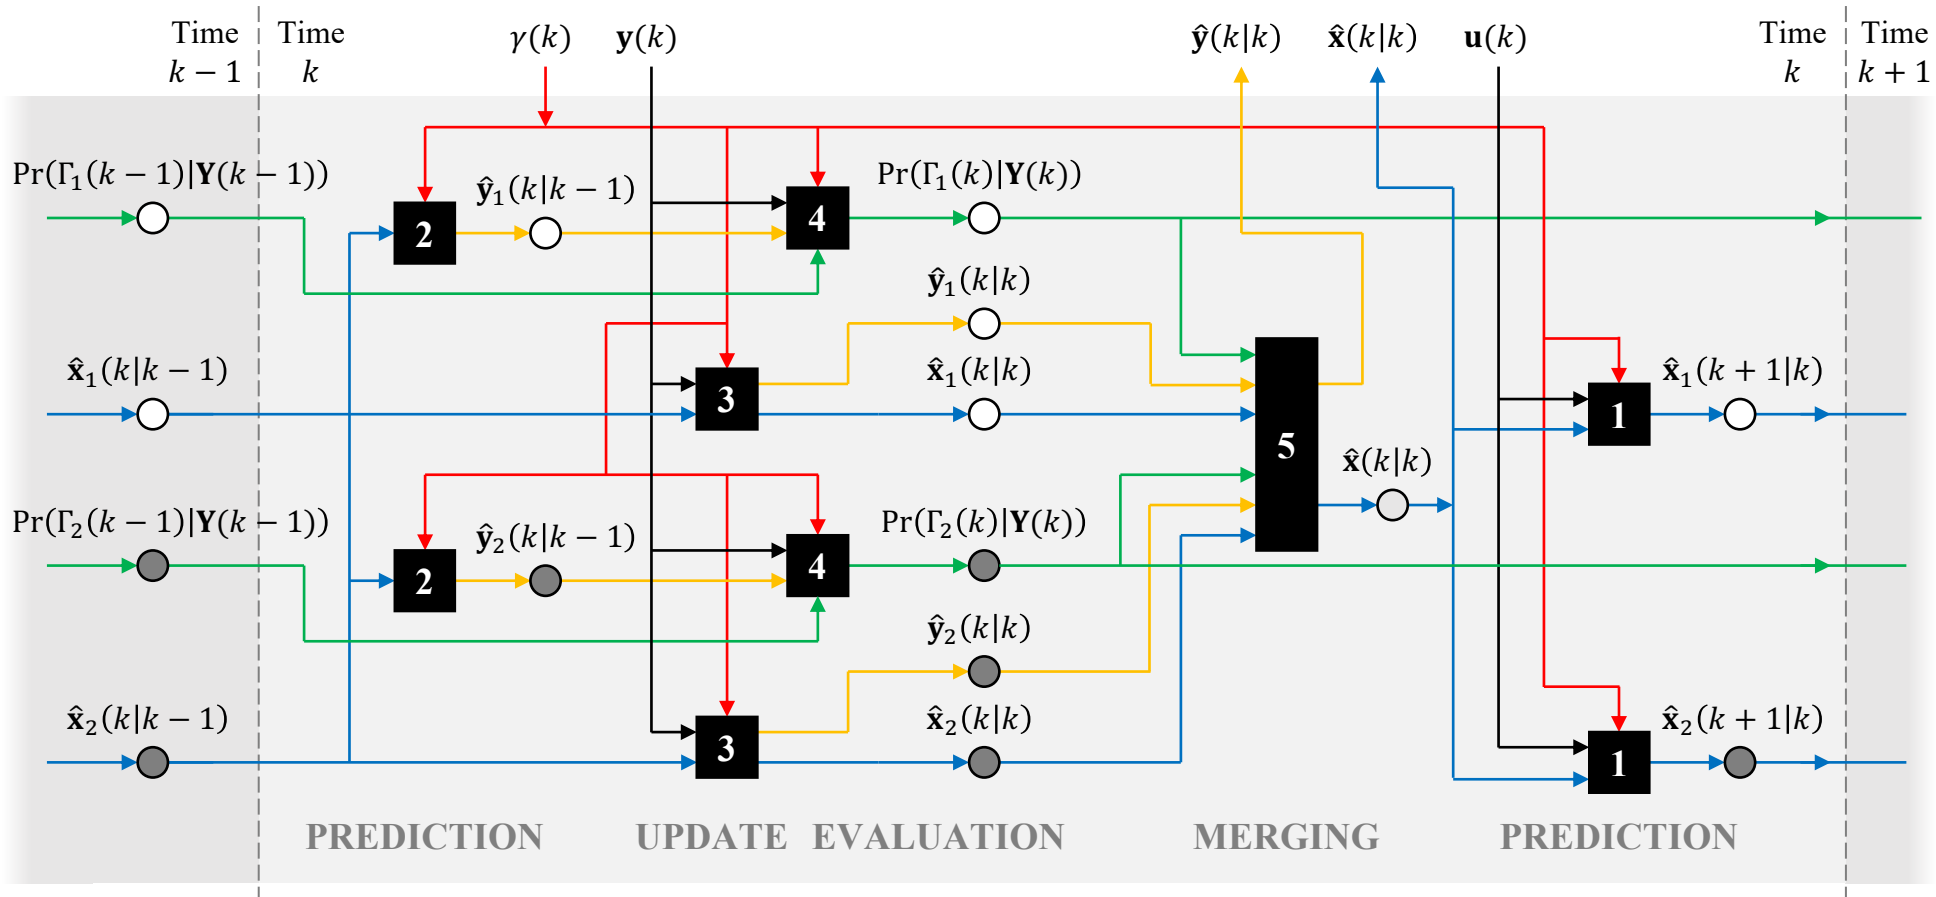 Time
k − 1
Time
k
γ(k)
𝐲(k)
𝐲̂(k|k)
𝐱̂(k|k)
𝐮(k)
Time
k
Time
k + 1
Pr(Γ₁(k − 1)|𝐘(k − 1))
𝐲̂₁(k|k − 1)
Pr(Γ₁(k)|𝐘(k))
2
4
𝐲̂₁(k|k)
𝐱̂₁(k|k − 1)
3
𝐱̂₁(k|k)
5
1
𝐱̂₁(k + 1|k)
𝐱̂(k|k)
Pr(Γ₂(k − 1)|𝐘(k − 1))
𝐲̂₂(k|k − 1)
Pr(Γ₂(k)|𝐘(k))
2
4
𝐲̂₂(k|k)
𝐱̂₂(k|k − 1)
3
𝐱̂₂(k|k)
1
𝐱̂₂(k + 1|k)
PREDICTION
UPDATE
EVALUATION
MERGING
PREDICTION